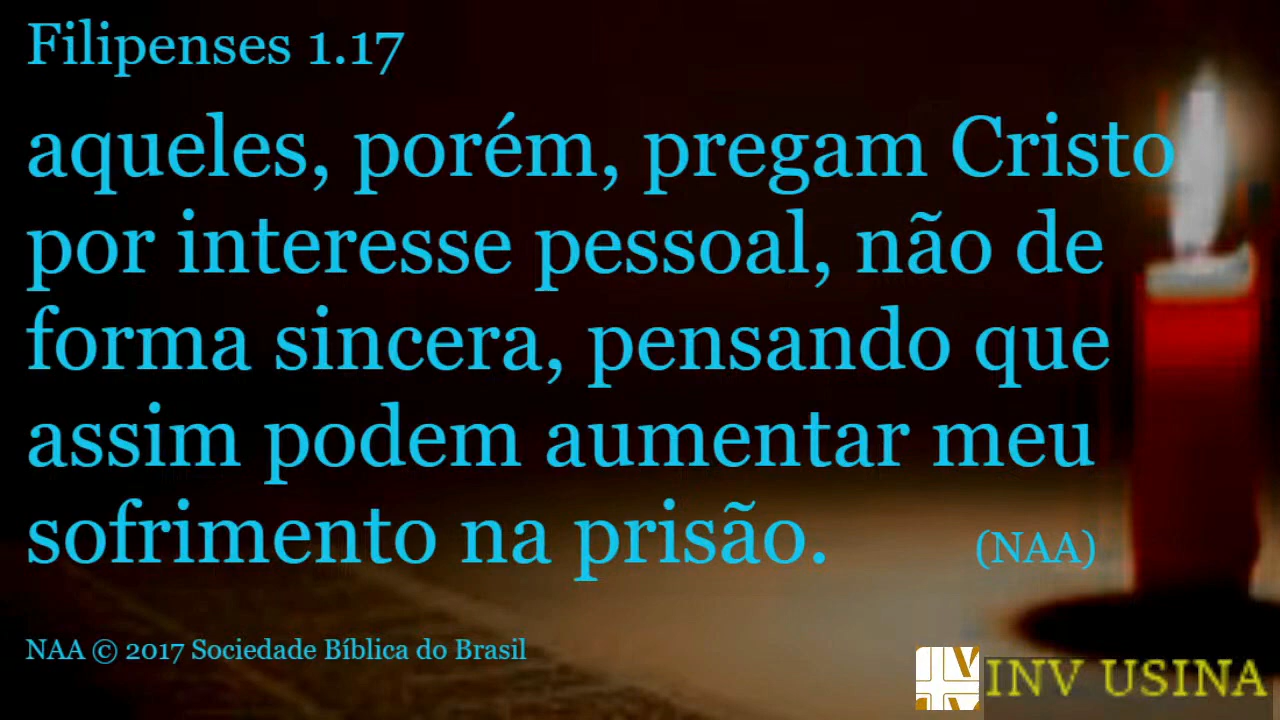 Filipenses 1.17
aqueles, porém, pregam Cristo
por interesse pessoal, não de
forma sincera, pensando que
assim podem aumentar meu
sofrimento na prisão. (NAA)
NAA © 2017 Sociedade Bíblica do Brasil
INV USINA